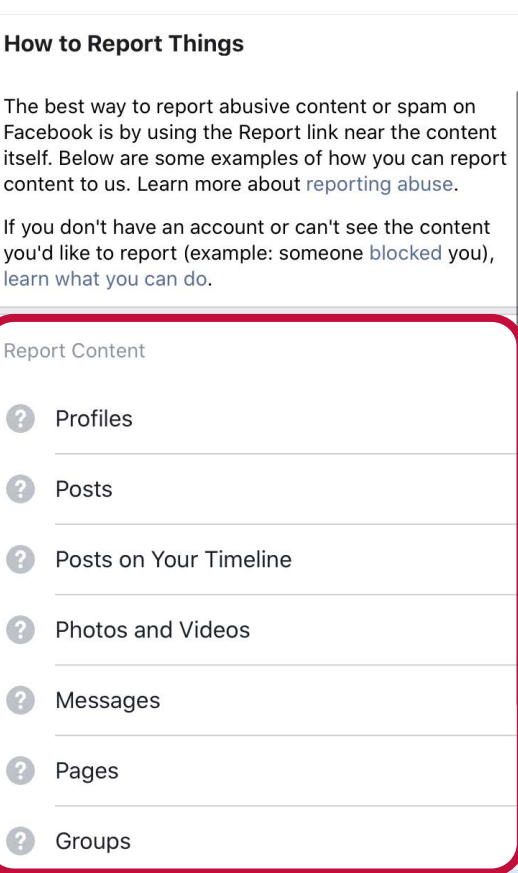 How to Report Things
The best way to report abusive content or spam on
Facebook is by using the Report link near the content
itself. Below are some examples of how you can report
content to us. Learn more about reporting abuse.
If you don't have an account or can't see the content
you'd like to report (example: someone blocked you),
learn what you can do.
Report Content
? Profiles
? Posts
? Posts on Your Timeline
? Photos and Videos
? Messages
? Pages
? Groups